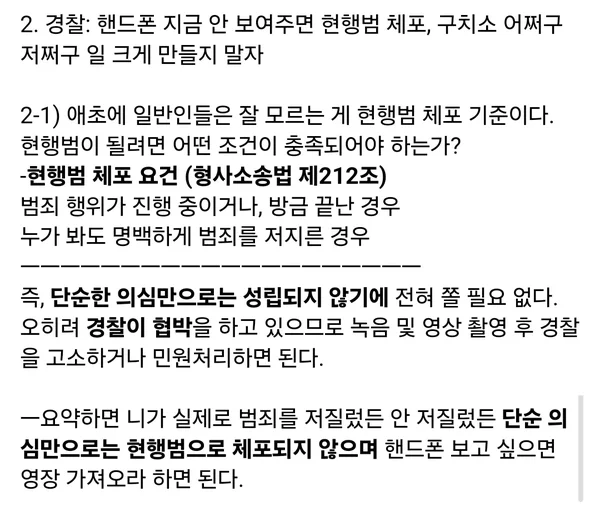 2. 경찰: 핸드폰 지금 안 보여주면 현행범 체포, 구치소 어쩌구
저쩌구 일 크게 만들지 말자
2-1) 애초에 일반인들은 잘 모르는 게 현행범 체포 기준이다.
현행범이 될려면 어떤 조건이 충족되어야 하는가?
-현행범 체포 요건 (형사소송법 제212조)
범죄 행위가 진행 중이거나, 방금 끝난 경우
누가 봐도 명백하게 범죄를 저지른 경우
ㅡㅡㅡㅡㅡㅡㅡㅡㅡㅡㅡㅡㅡㅡㅡㅡㅡㅡㅡㅡ
즉, 단순한 의심만으로는 성립되지 않기에 전혀 쫄 필요 없다.
오히려 경찰이 협박을 하고 있으므로 녹음 및 영상 촬영 후 경찰
을 고소하거나 민원처리하면 된다.
ㅡ요약하면 니가 실제로 범죄를 저질렀든 안 저질렀든 단순 의
심만으로는 현행범으로 체포되지 않으며 핸드폰 보고 싶으면
영장 가져오라 하면 된다.